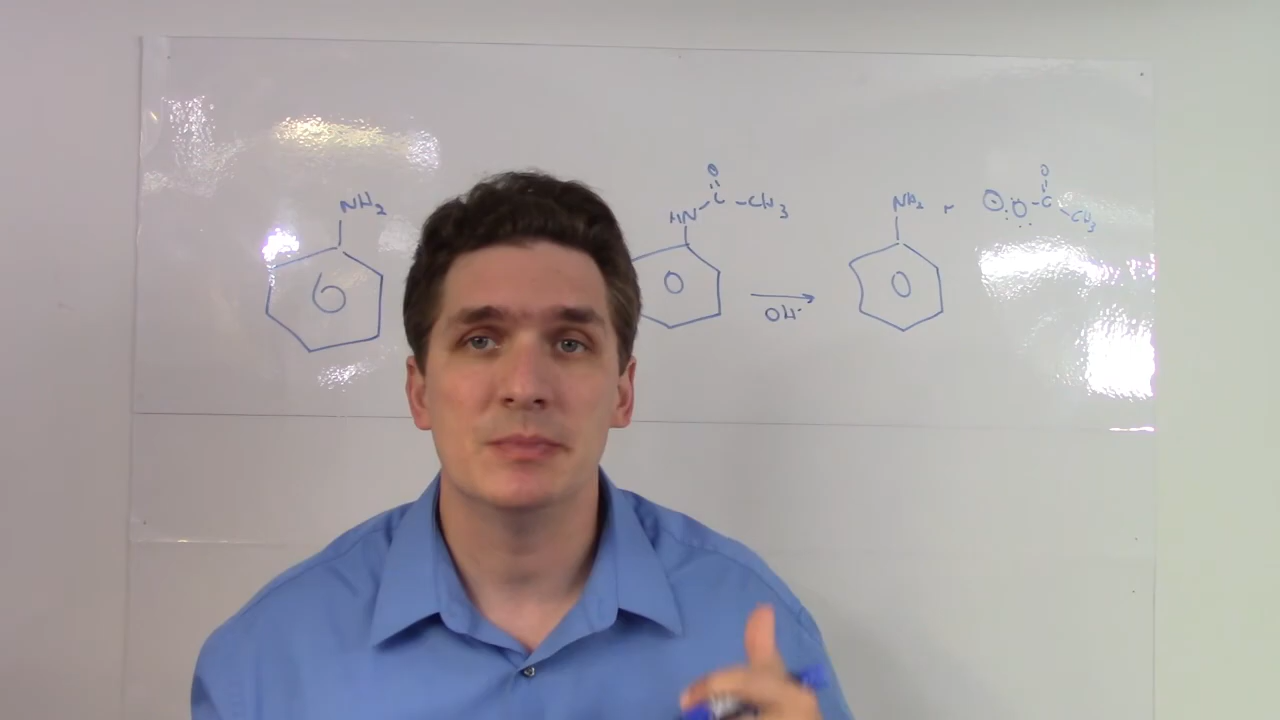 NH2
O
HN - C - CH3
OH-
NH2 + O - C
O
CH3